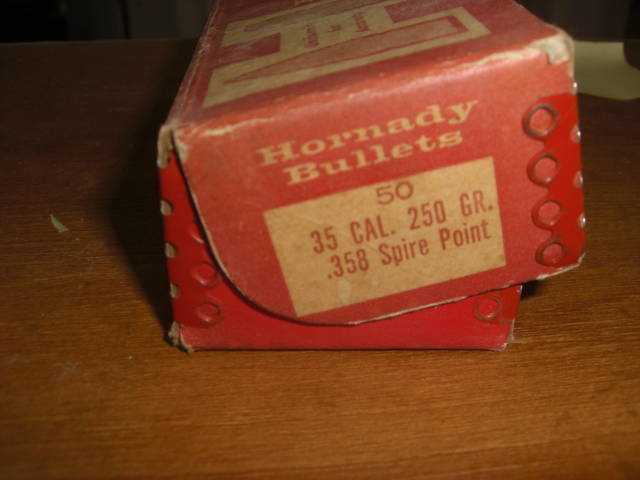 Hornady
Bullets
50
35 CAL. 250 GR.
.358 Spire Point